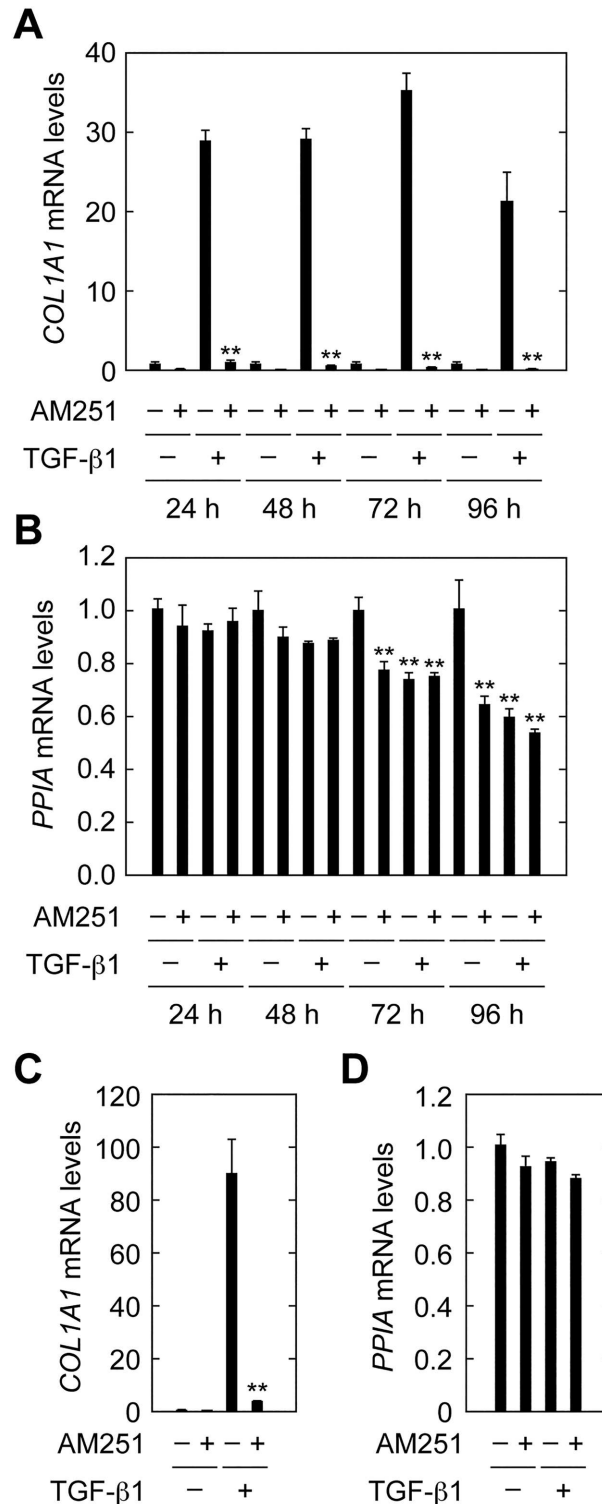 A
COL1A1 mRNA levels
40
30
20
10
0
** ** ** **
AM251 − + − + − + − + − + − + − + − +
TGF-β1 − + − + − + − +
24 h 48 h 72 h 96 h
B
PPIA mRNA levels
1.2
1.0
0.8
0.6
0.4
0.2
0.0
** ** ** ** ** **
AM251 − + − + − + − + − + − + − + − +
TGF-β1 − + − + − + − +
24 h 48 h 72 h 96 h
C
COL1A1 mRNA levels
120
100
80
60
40
20
0
**
AM251 − + − +
TGF-β1 − +
D
PPIA mRNA levels
1.2
1.0
0.8
0.6
0.4
0.2
0
AM251 − + − +
TGF-β1 − +